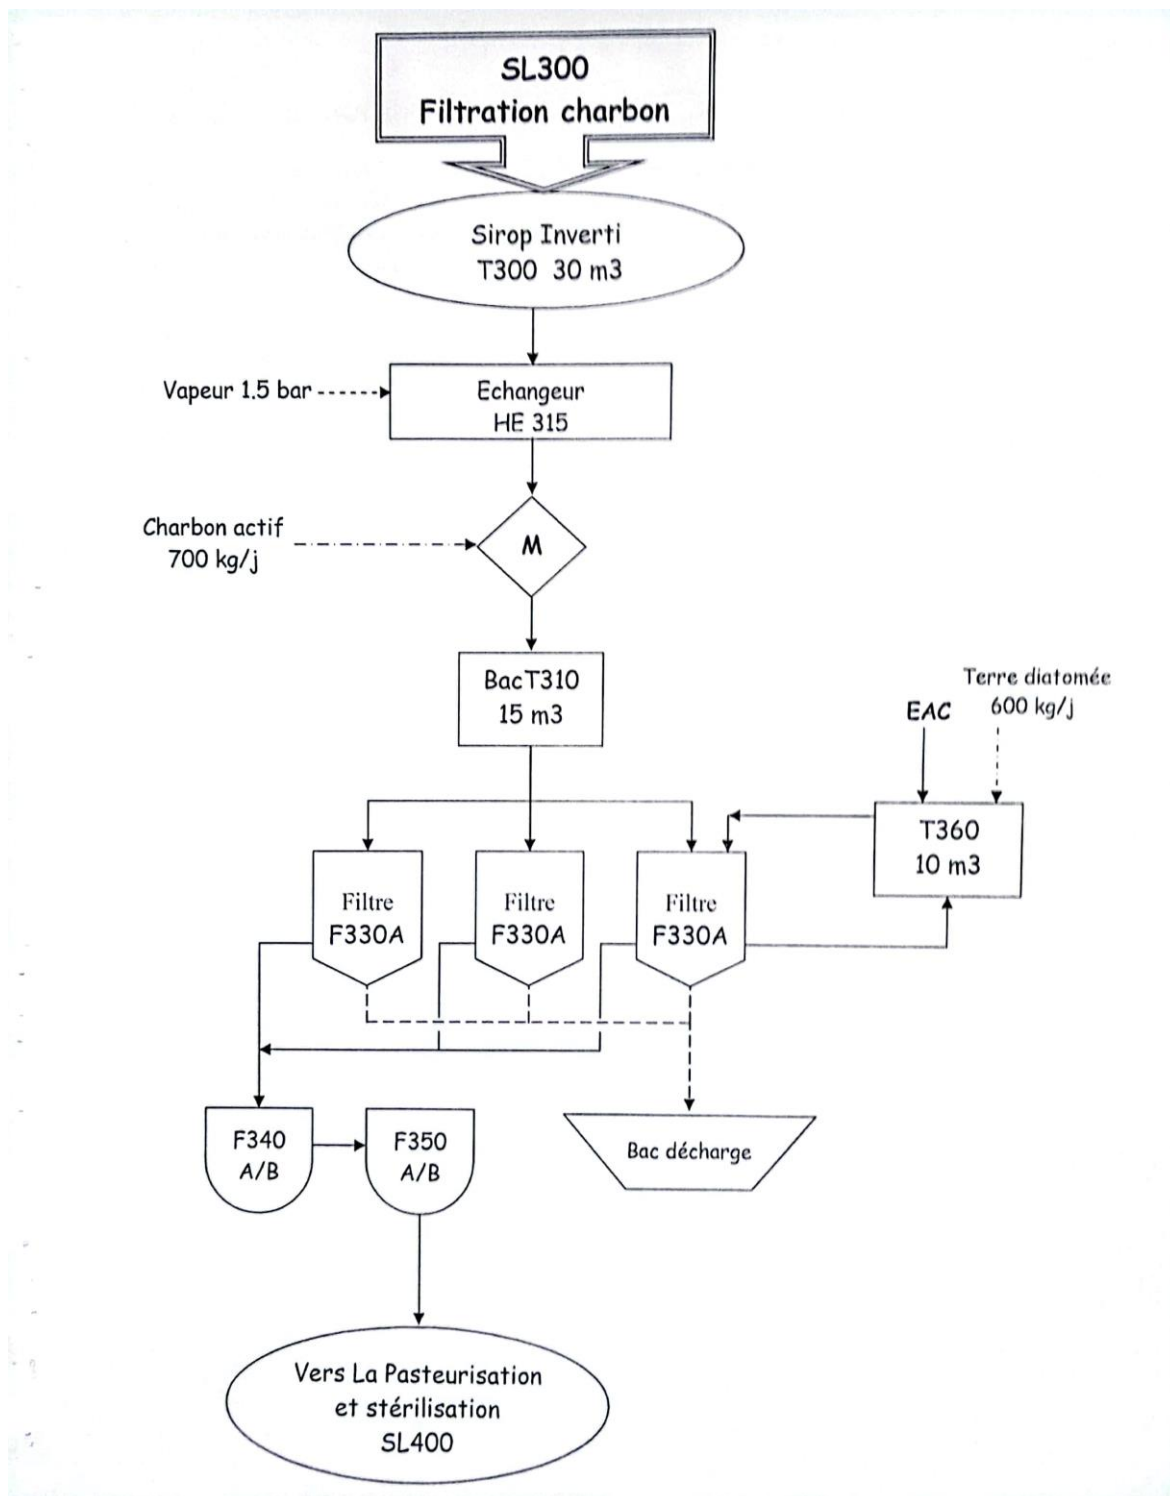 SL300
Filtration charbon
Sirop Inverti
T300 30 m3
Vapeur 1.5 bar
Echangeur
HE 315
Charbon actif
700 kg/j
M
BacT310
15 m3
Terre diatomée
600 kg/j
EAC
T360
10 m3
Filtre
F330A
Filtre
F330A
Filtre
F330A
F340
A/B
F350
A/B
Bac décharge
Vers La Pasteurisation
et stérilisation
SL400